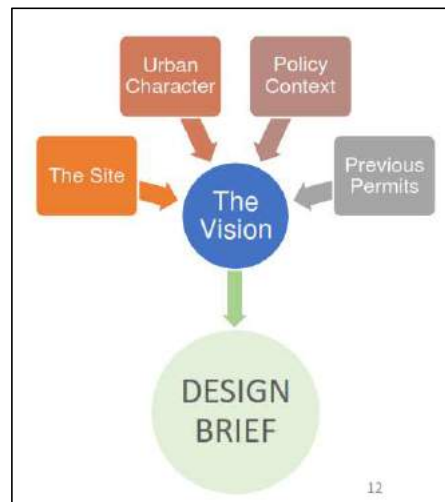 Urban
Character
Policy
Context
The Site
Previous
Permits
The
Vision
DESIGN
BRIEF
12